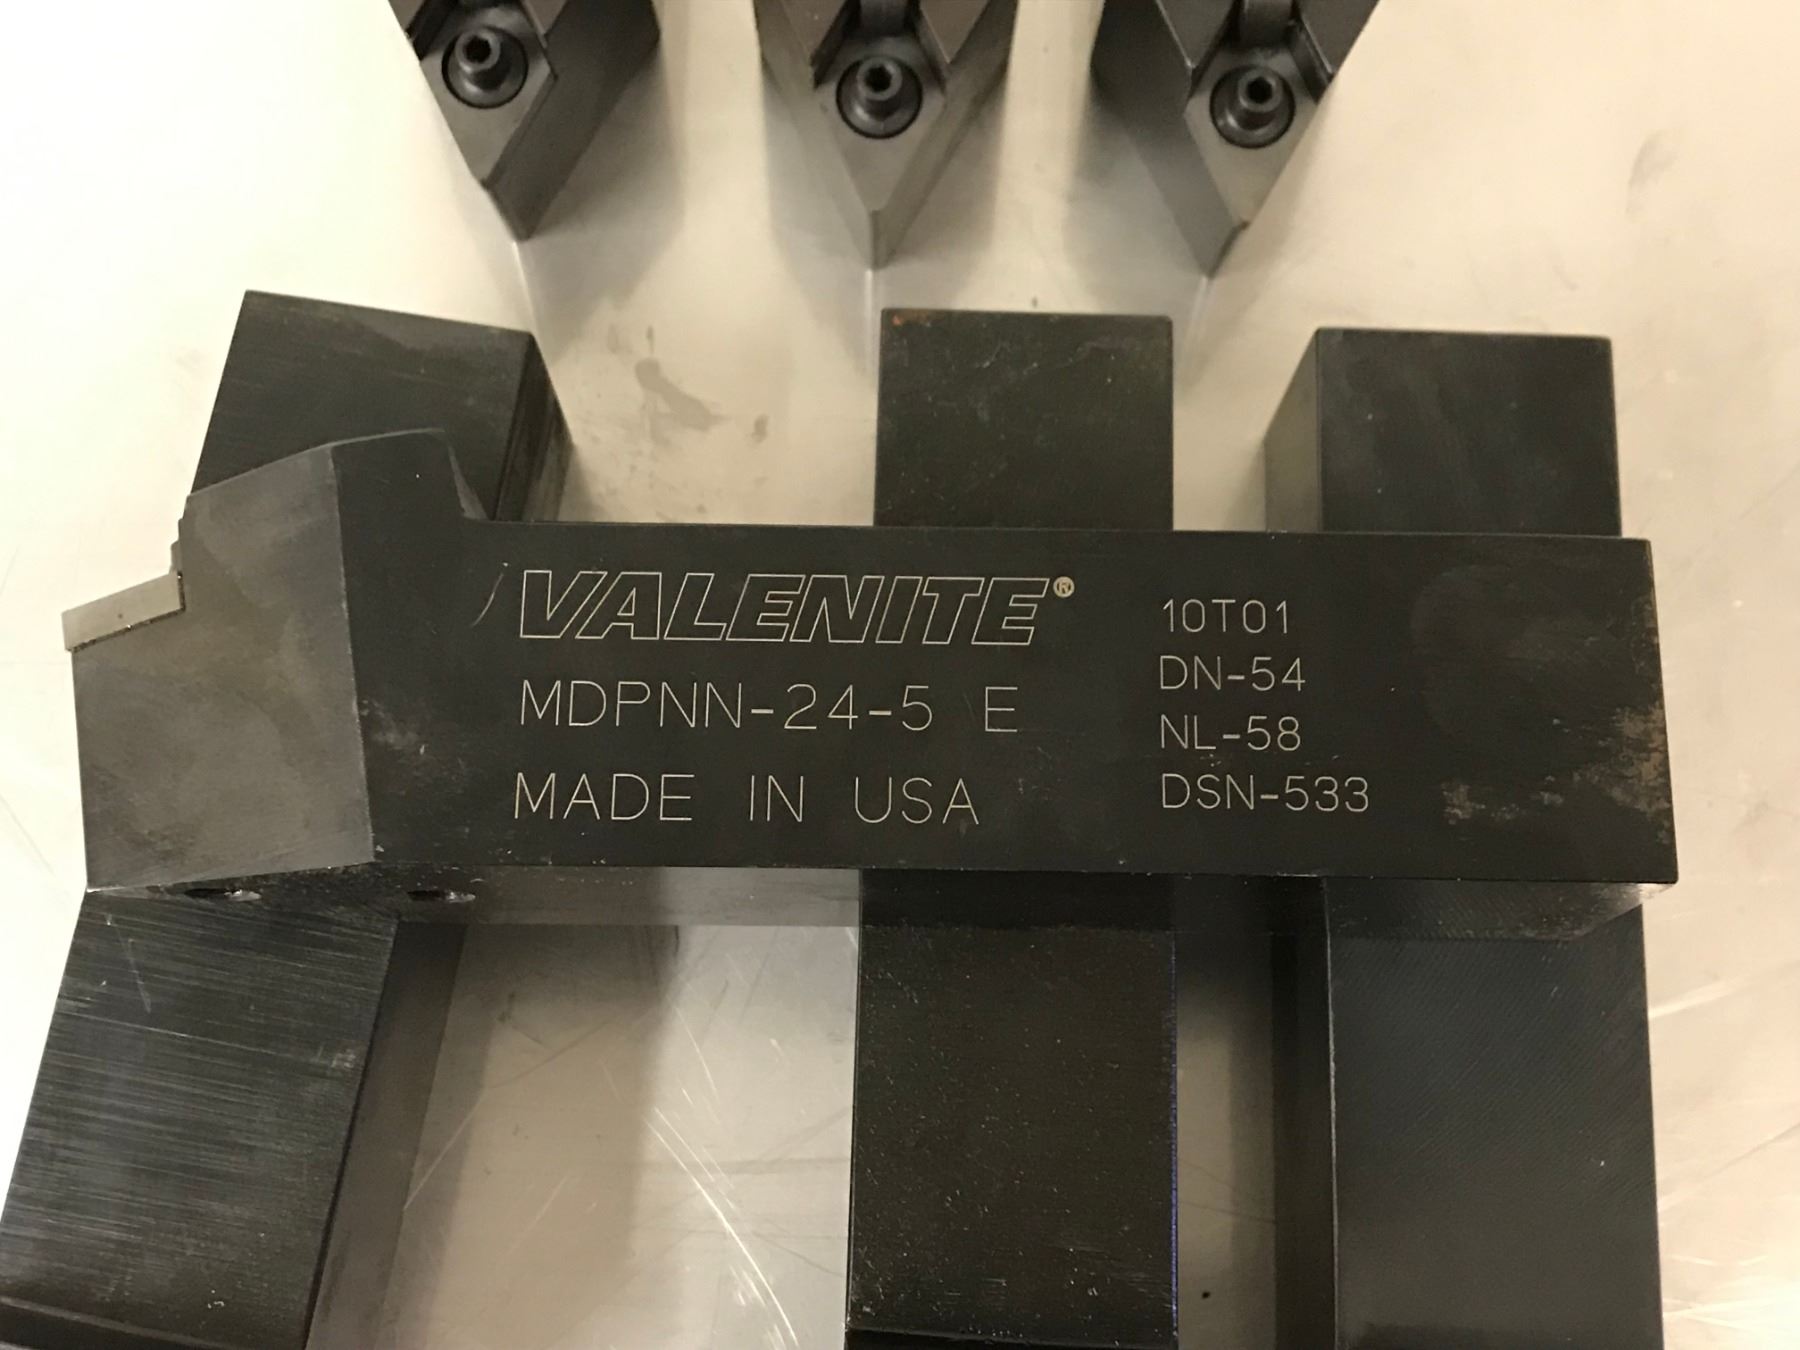 VALENITE®
MDPNN-24-5 E
MADE IN USA
10T01
DN-54
NL-58
DSN-533